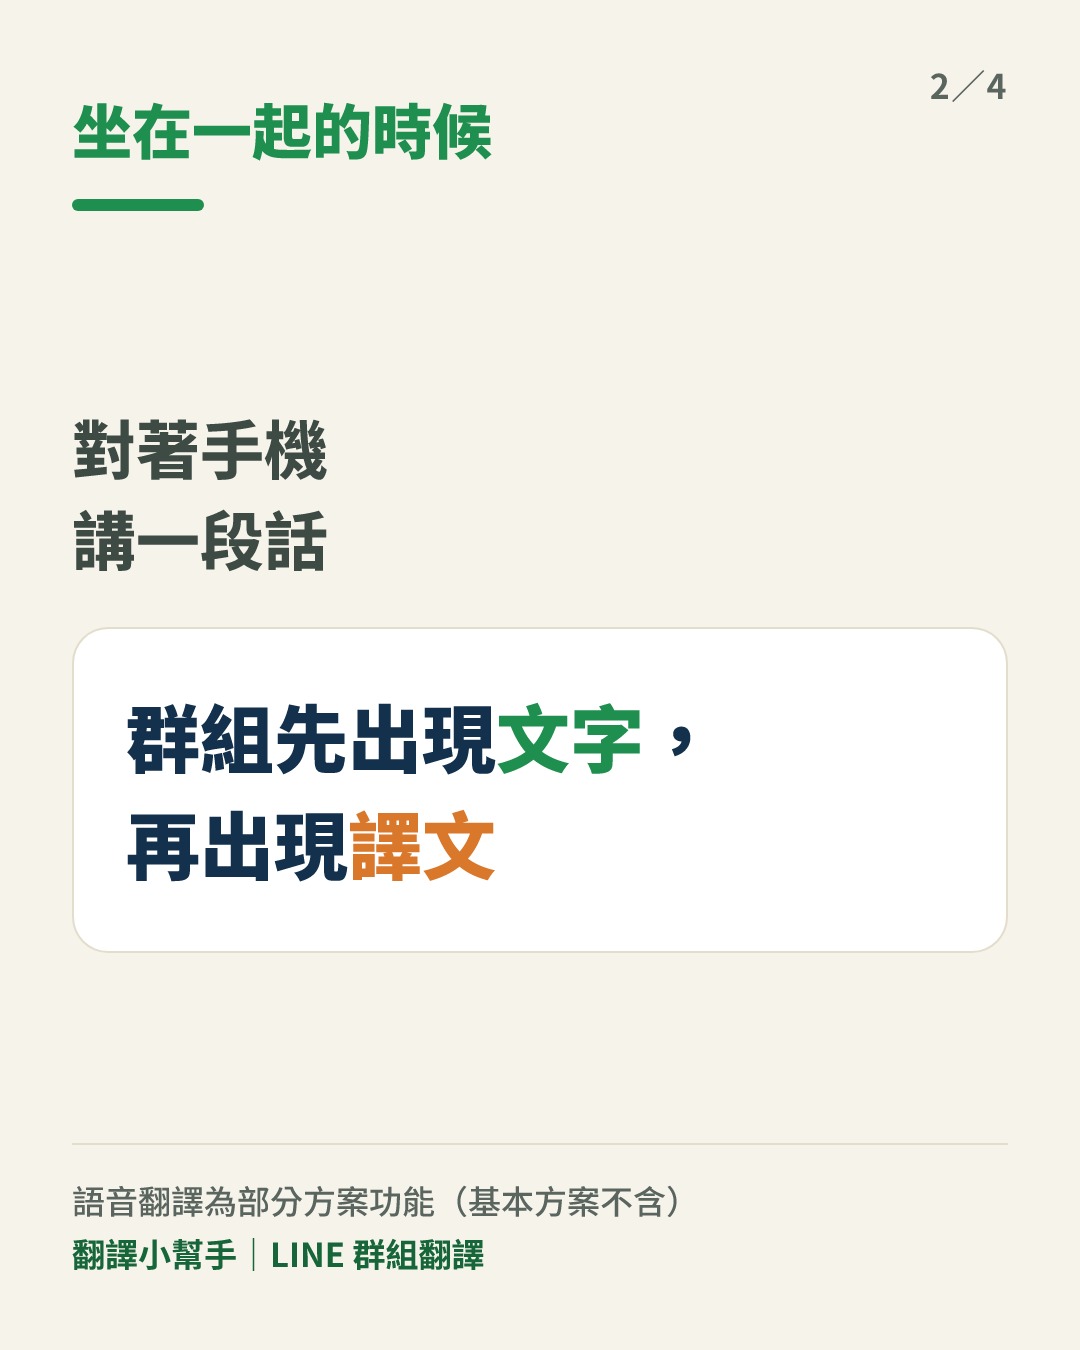 2／4
坐在一起的時候
對著手機
講一段話
群組先出現文字，
再出現譯文
語音翻譯為部分方案功能（基本方案不含）
翻譯小幫手｜LINE 群組翻譯